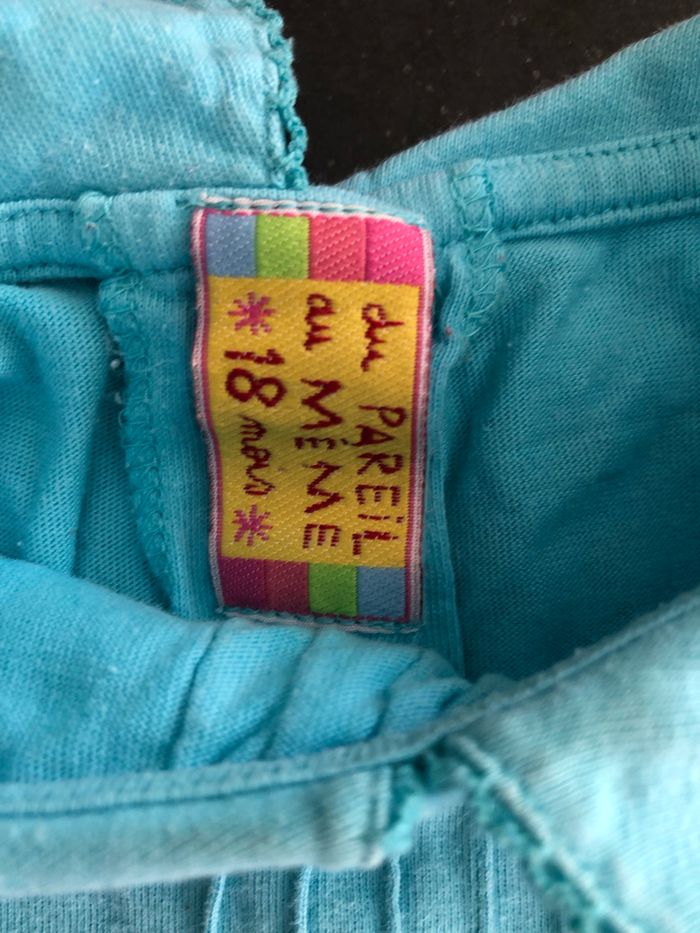 du PAREIL
au MÊME
* 18 mois *